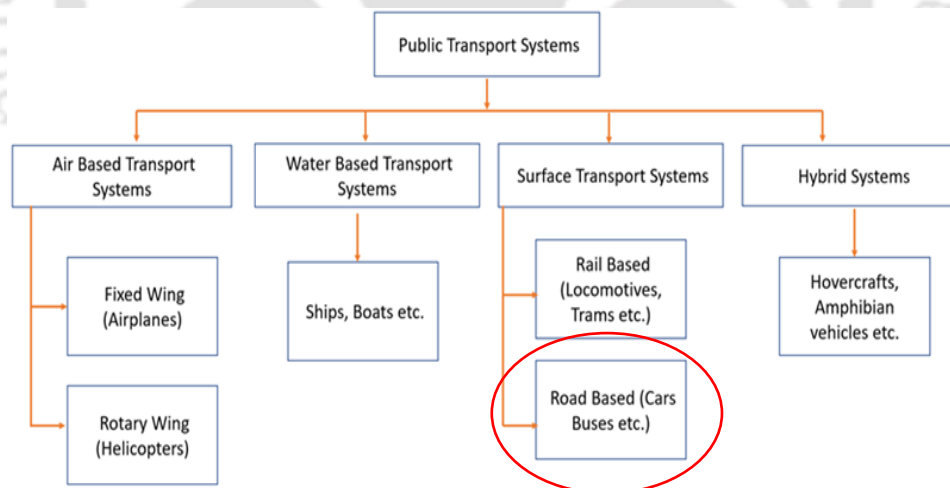 Public Transport Systems
Air Based Transport
Systems
Water Based Transport
Systems
Surface Transport Systems
Hybrid Systems
Fixed Wing
(Airplanes)
Rotary Wing
(Helicopters)
Ships, Boats etc.
Rail Based
(Locomotives,
Trams etc.)
Road Based (Cars
Buses etc.)
Hovercrafts,
Amphibian
vehicles etc.